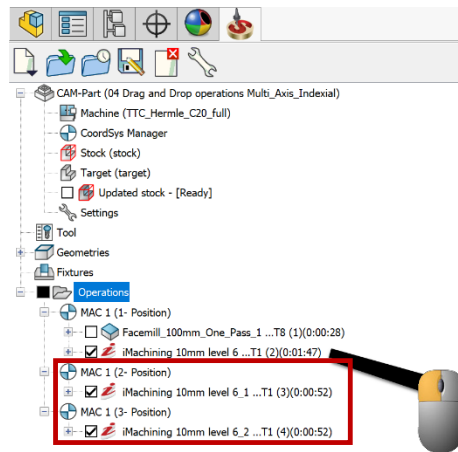 CAM-Part (04 Drag and Drop operations Multi_Axis_Indexial)
Machine (TTC_Hermle_C20_full)
CoordSys Manager
Stock (stock)
Target (target)
Updated stock - [Ready]
Settings
Tool
Geometries
Fixtures
Operations
MAC 1 (1- Position)
Facemill_100mm_One_Pass_1 ...T8 (1)(0:00:28)
iMachining 10mm level 6 ...T1 (2)(0:01:47)
MAC 1 (2- Position)
iMachining 10mm level 6_1 ...T1 (3)(0:00:52)
MAC 1 (3- Position)
iMachining 10mm level 6_2 ...T1 (4)(0:00:52)